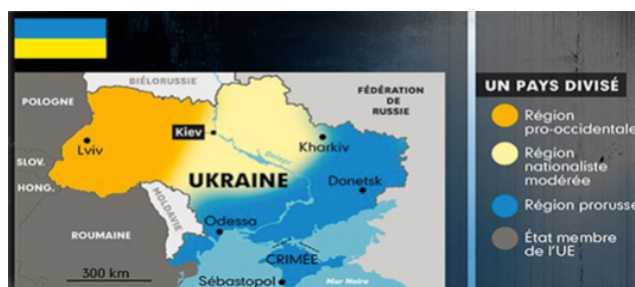 BIÉLORUSSIE
POLOGNE
FÉDÉRATION
DE
RUSSIE
Kiev
Lviv
Kharkiv
Dniepr
SLOV.
HONG.
UKRAINE
Donetsk
MOLDAVIE
Odessa
ROUMAINE
CRIMÉE
300 km
Sébastopol
Mer Noire
UN PAYS DIVISÉ
Région
pro-occidentale
Région
nationaliste
modérée
Région prorusse
État membre
de l'UE